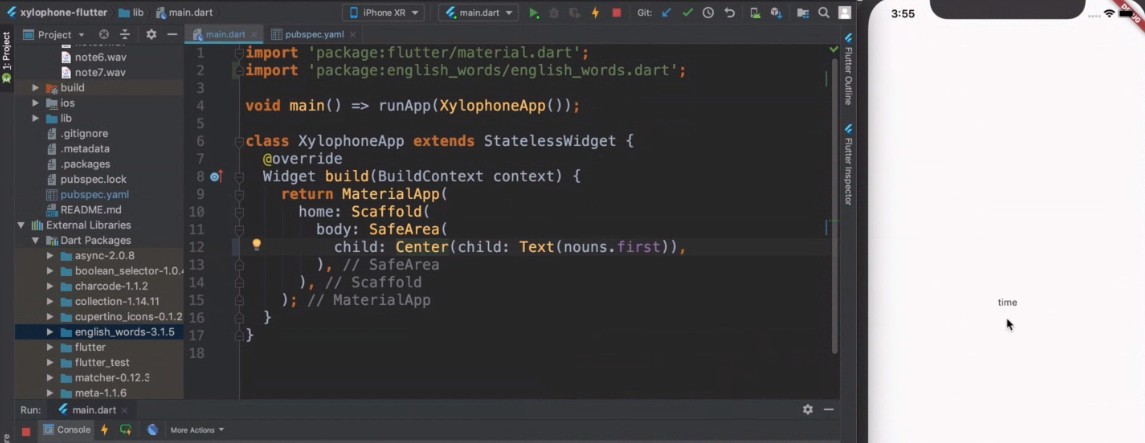 xylophone-flutter lib main.dart iPhone XR main.dart Git:
Project main.dart pubspec.yaml
1: Project
note6.wav
note7.wav
build
ios
lib
.gitignore
.metadata
.packages
pubspec.lock
pubspec.yaml
README.md
External Libraries
Dart Packages
async-2.0.8
boolean_selector-1.0.4
charcode-1.1.2
collection-1.14.11
cupertino_icons-0.1.2
english_words-3.1.5
flutter
flutter_test
matcher-0.12.3
meta-1.1.6
1 import 'package:flutter/material.dart';
2 import 'package:english_words/english_words.dart';
3
4 void main() => runApp(XylophoneApp());
5
6 class XylophoneApp extends StatelessWidget {
7 @override
8 Widget build(BuildContext context) {
9 return MaterialApp(
10 home: Scaffold(
11 body: SafeArea(
12 child: Center(child: Text(nouns.first)),
13 ), // SafeArea
14 ), // Scaffold
15 ); // MaterialApp
16 }
17 }
18
Flutter Outline
Flutter Inspector
Run: main.dart
Console More Actions
3:55
time